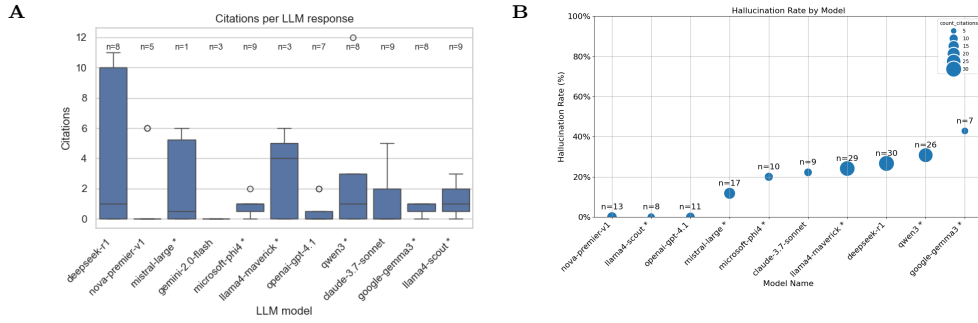 A
Citations per LLM response
n=8 n=5 n=1 n=3 n=9 n=3 n=7 n=8 n=9 n=8 n=9
12
10
8
6
4
2
0
Citations
deepseek-r1
nova-premier-v1
mistral-large *
gemini-2.0-flash
microsoft-phi4 *
llama4-maverick *
openai-gpt-4.1
qwen3 *
claude-3.7-sonnet
google-gemma3 *
llama4-scout *
LLM model
B
Hallucination Rate by Model
count_citations
5
10
15
20
25
30
100%
80%
60%
40%
20%
0%
Hallucination Rate (%)
n=13
n=8
n=11
n=17
n=10
n=9
n=29
n=30
n=26
n=7
nova-premier-v1
llama4-scout *
openai-gpt-4.1
mistral-large *
microsoft-phi4 *
claude-3.7-sonnet
llama4-maverick *
deepseek-r1
qwen3 *
google-gemma3 *
Model Name